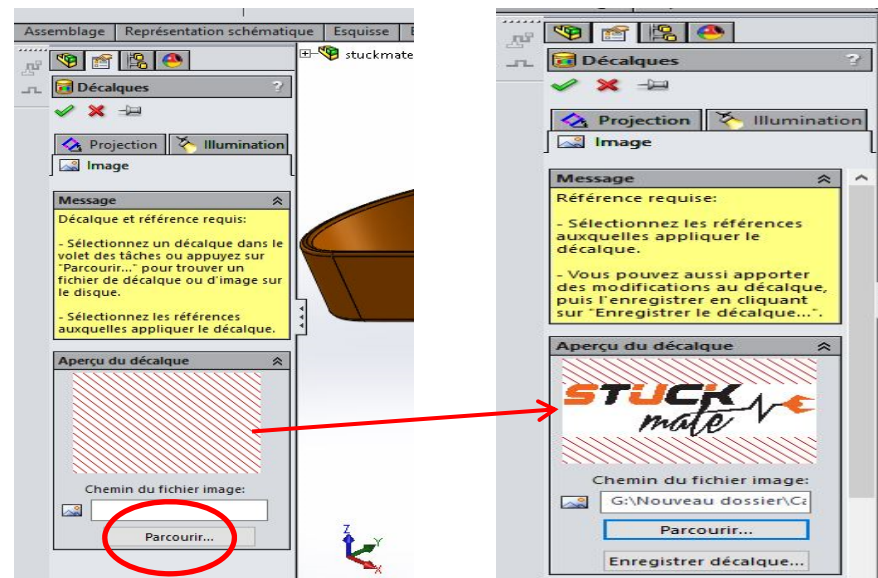 Assemblage Représentation schématique Esquisse
stuckmate
Décalques ?
Projection Illumination
Image
Message
Décalque et référence requis:
- Sélectionnez un décalque dans le
volet des tâches ou appuyez sur
"Parcourir..." pour trouver un
fichier de décalque ou d'image sur
le disque.
- Sélectionnez les références
auxquelles appliquer le décalque.
Aperçu du décalque
Chemin du fichier image:
Parcourir...
Z
Y
X
Décalques ?
Projection Illumination
Image
Message
Référence requise:
- Sélectionnez les références
auxquelles appliquer le
décalque.
- Vous pouvez aussi apporter
des modifications au décalque,
puis l'enregistrer en cliquant
sur "Enregistrer le décalque...".
Aperçu du décalque
STUCK
mate
Chemin du fichier image:
G:\Nouveau dossier\Ca
Parcourir...
Enregistrer décalque...